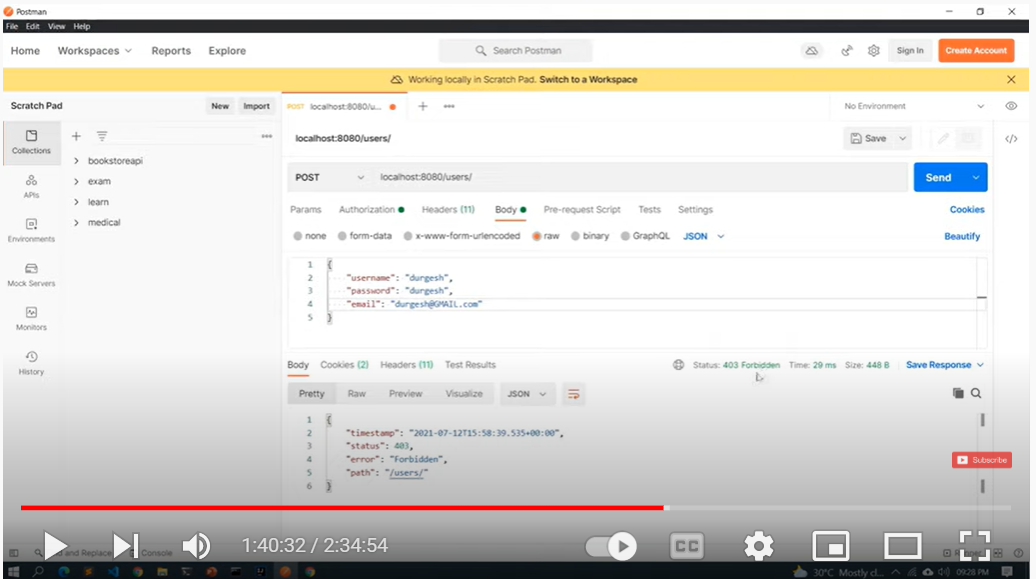 Postman
File Edit View Help
Home Workspaces Reports Explore Search Postman Sign In Create Account
Working locally in Scratch Pad. Switch to a Workspace
Scratch Pad New Import POST localhost:8080/u... No Environment
localhost:8080/users/ Save
Collections
APIs
Environments
Mock Servers
Monitors
History
bookstoreapi
exam
learn
medical
POST localhost:8080/users/ Send
Params Authorization Headers (11) Body Pre-request Script Tests Settings Cookies
none form-data x-www-form-urlencoded raw binary GraphQL JSON Beautify
1 {
2 "username": "durgesh",
3 "password": "durgesh",
4 "email": "durgesh@GMAIL.com"
5 }
Body Cookies (2) Headers (11) Test Results Status: 403 Forbidden Time: 29 ms Size: 448 B Save Response
Pretty Raw Preview Visualize JSON
1 {
2 "timestamp": "2021-07-12T15:58:39.535+00:00",
3 "status": 403,
4 "error": "Forbidden",
5 "path": "/users/"
6 }
Subscribe
1:40:32 / 2:34:54 CC
and Replace Console
30°C Mostly cl... 09:28 PM